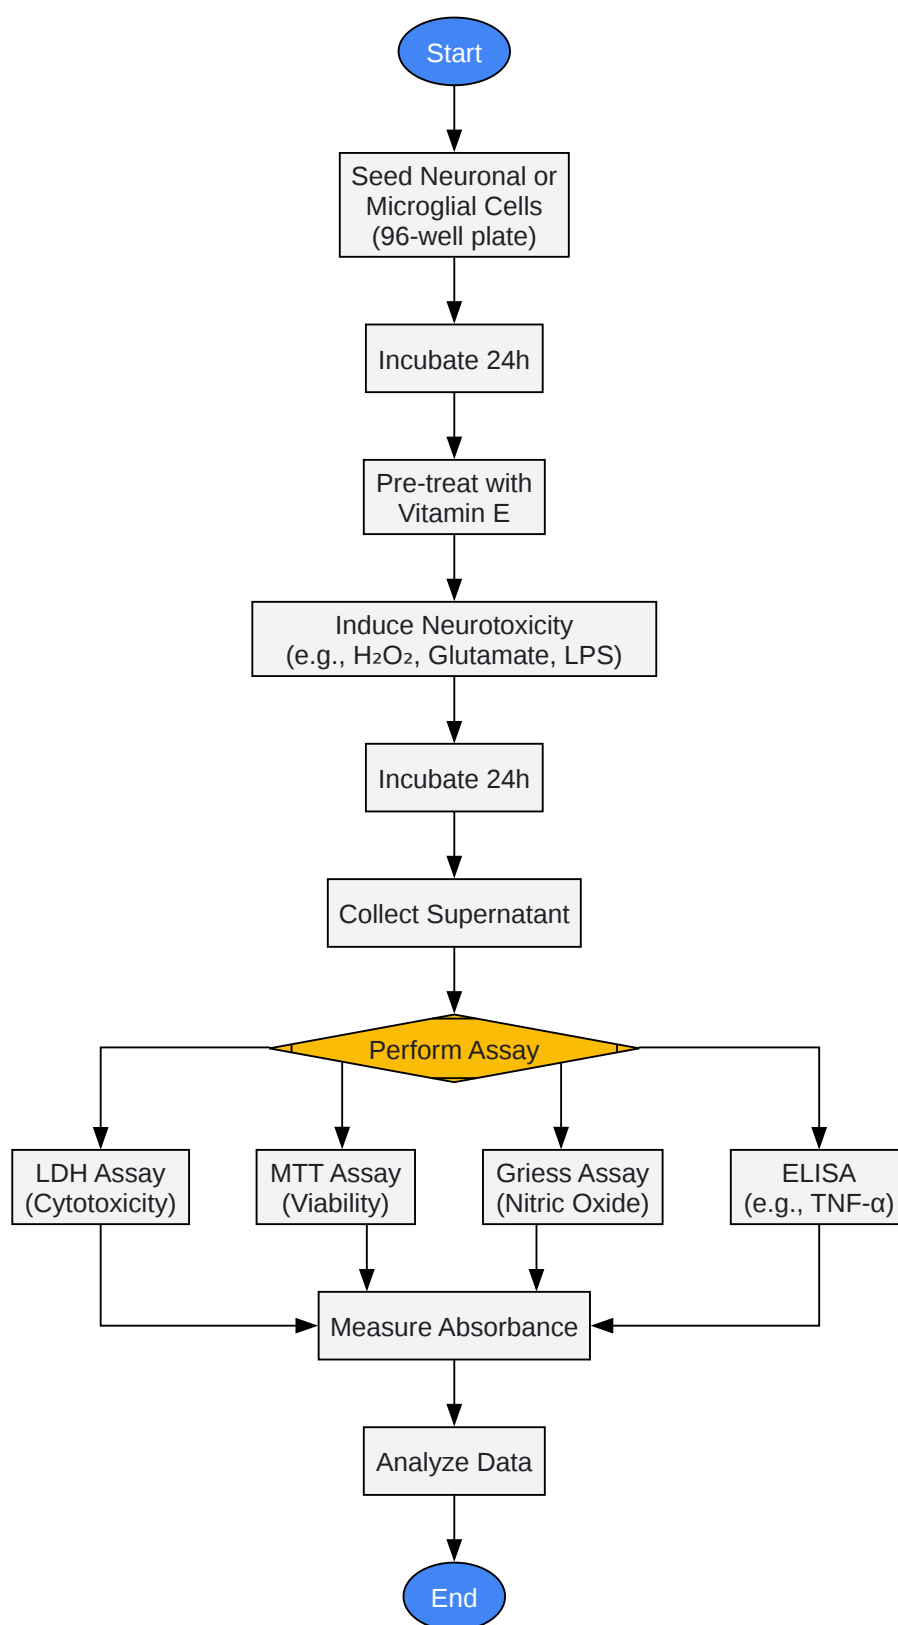 Start
Seed Neuronal or
Microglial Cells
(96-well plate)
Incubate 24h
Pre-treat with
Vitamin E
Induce Neurotoxicity
(e.g., H₂O₂, Glutamate, LPS)
Incubate 24h
Collect Supernatant
Perform Assay
LDH Assay
(Cytotoxicity)
MTT Assay
(Viability)
Griess Assay
(Nitric Oxide)
ELISA
(e.g., TNF-α)
Measure Absorbance
Analyze Data
End